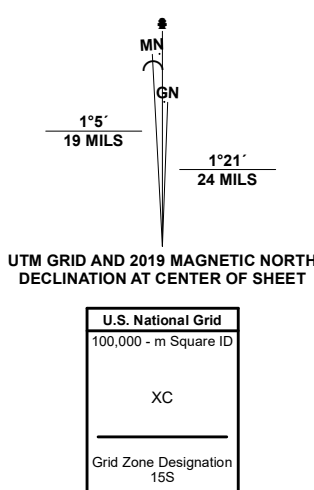 MN
GN
1°5´
19 MILS
1°21´
24 MILS
UTM GRID AND 2019 MAGNETIC NORTH
DECLINATION AT CENTER OF SHEET
U.S. National Grid
100,000 - m Square ID
XC
Grid Zone Designation
15S